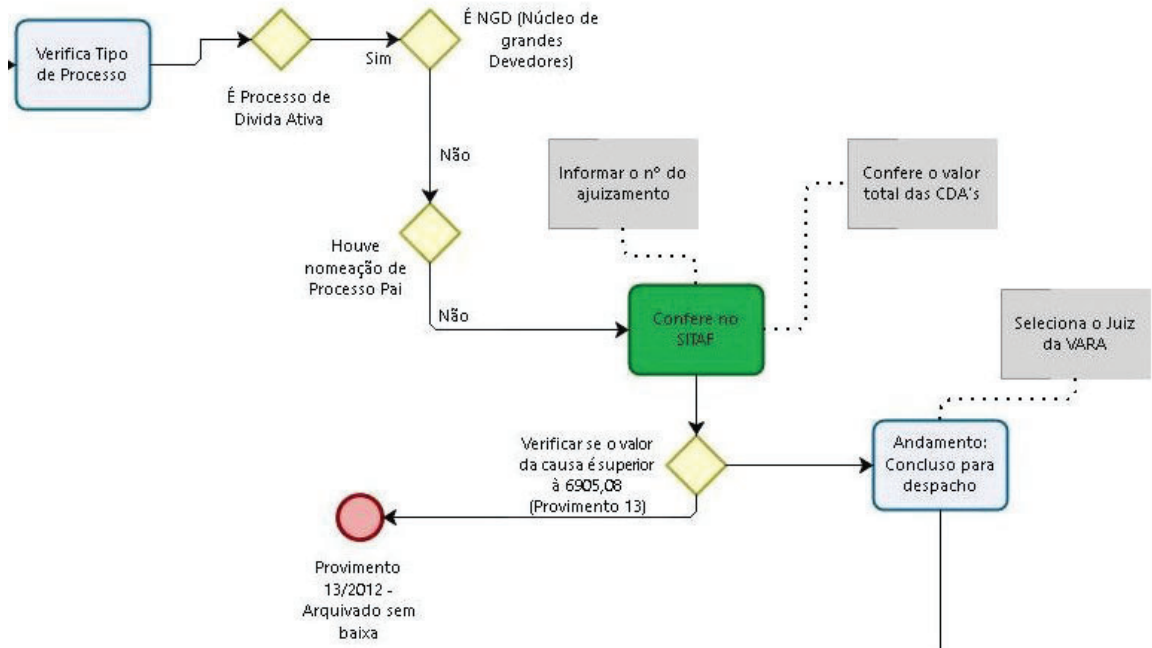 Verifica Tipo
de Processo
É Processo de
Divida Ativa
Sim
É NGD (Núcleo de
grandes
Devedores)
Não
Houve
nomeação de
Processo Pai
Não
Informar o nº do
ajuizamento
Confere o valor
total das CDA's
Confere no
SITAF
Seleciona o Juiz
da VARA
Verificar se o valor
da causa é superior
à 6905,08
(Provimento 13)
Andamento:
Concluso para
despacho
Provimento
13/2012 -
Arquivado sem
baixa